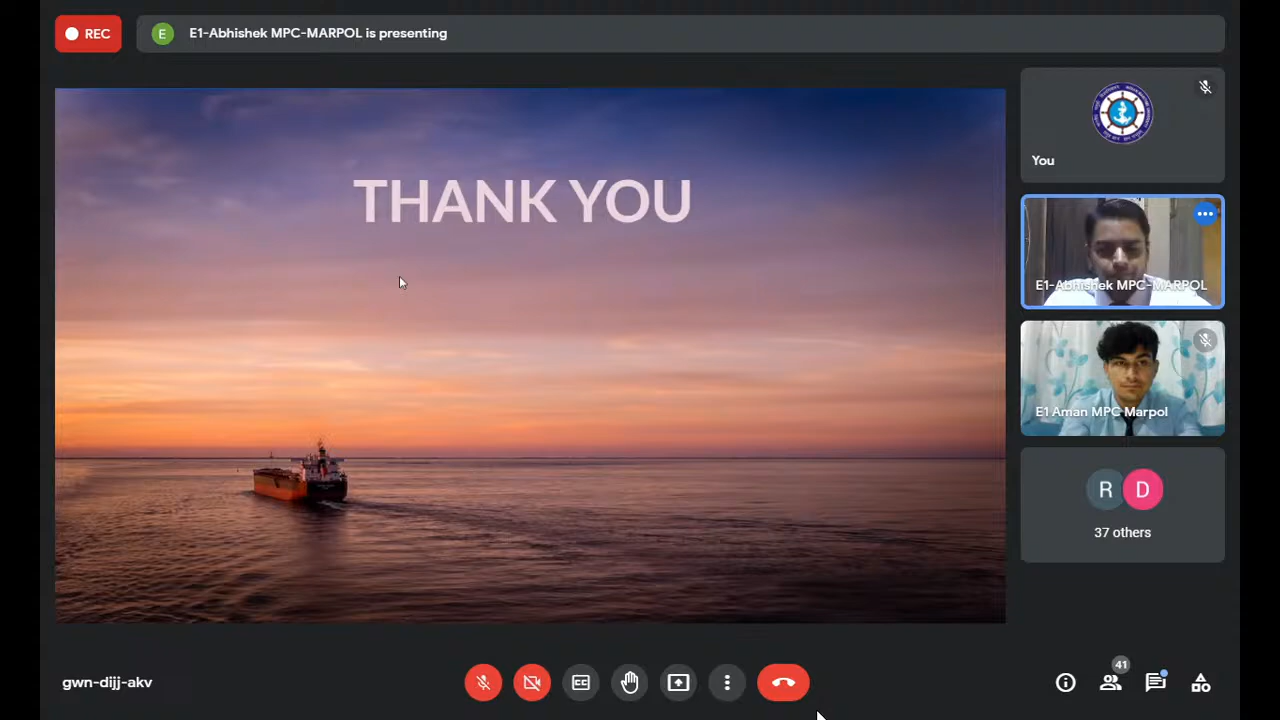 REC
E E1-Abhishek MPC-MARPOL is presenting
THANK YOU
You
E1-Abhishek MPC-MARPOL
E1 Aman MPC Marpol
R D
37 others
gwn-dijj-akv
CC
41